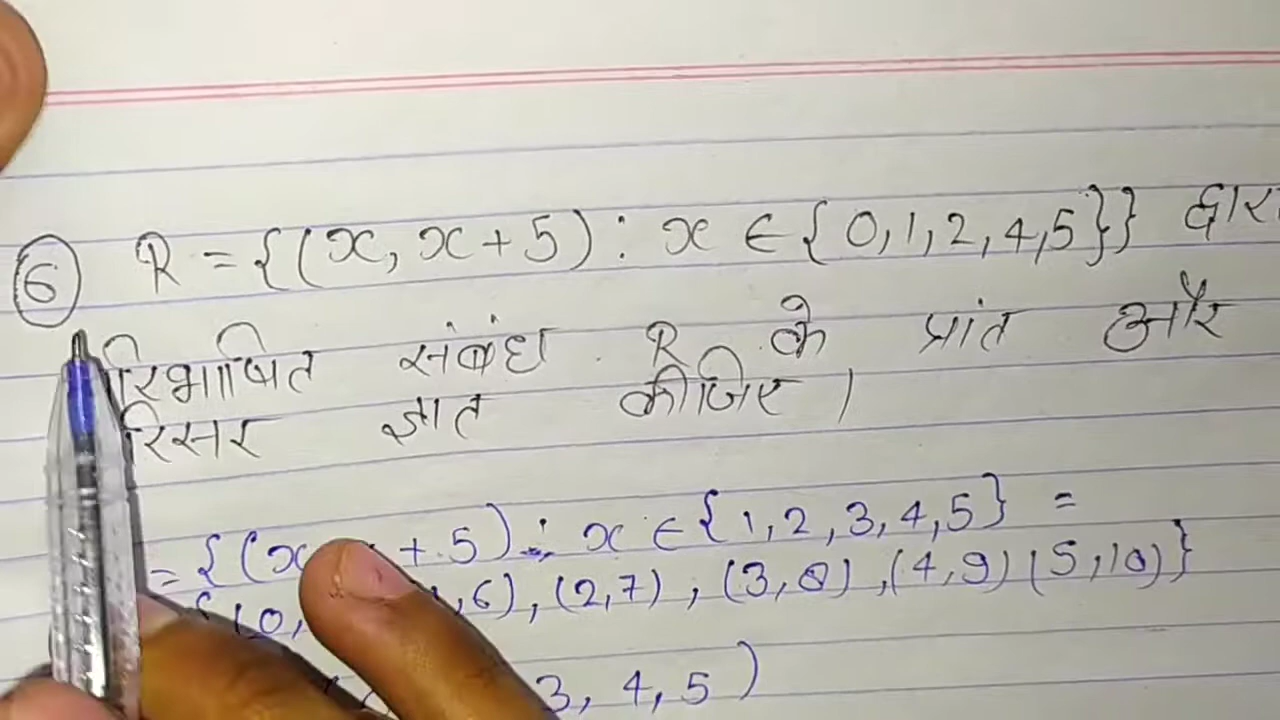 6 R = {(x, x + 5) : x ∈ {0,1,2,4,5}}
संबंध R के प्रांत और
ज्ञात कीजिए ।
= {(x + 5) : x ∈ {1,2,3,4,5} =
{(0, ,6), (2,7), (3,8), (4,9) (5,10)}
3, 4, 5)